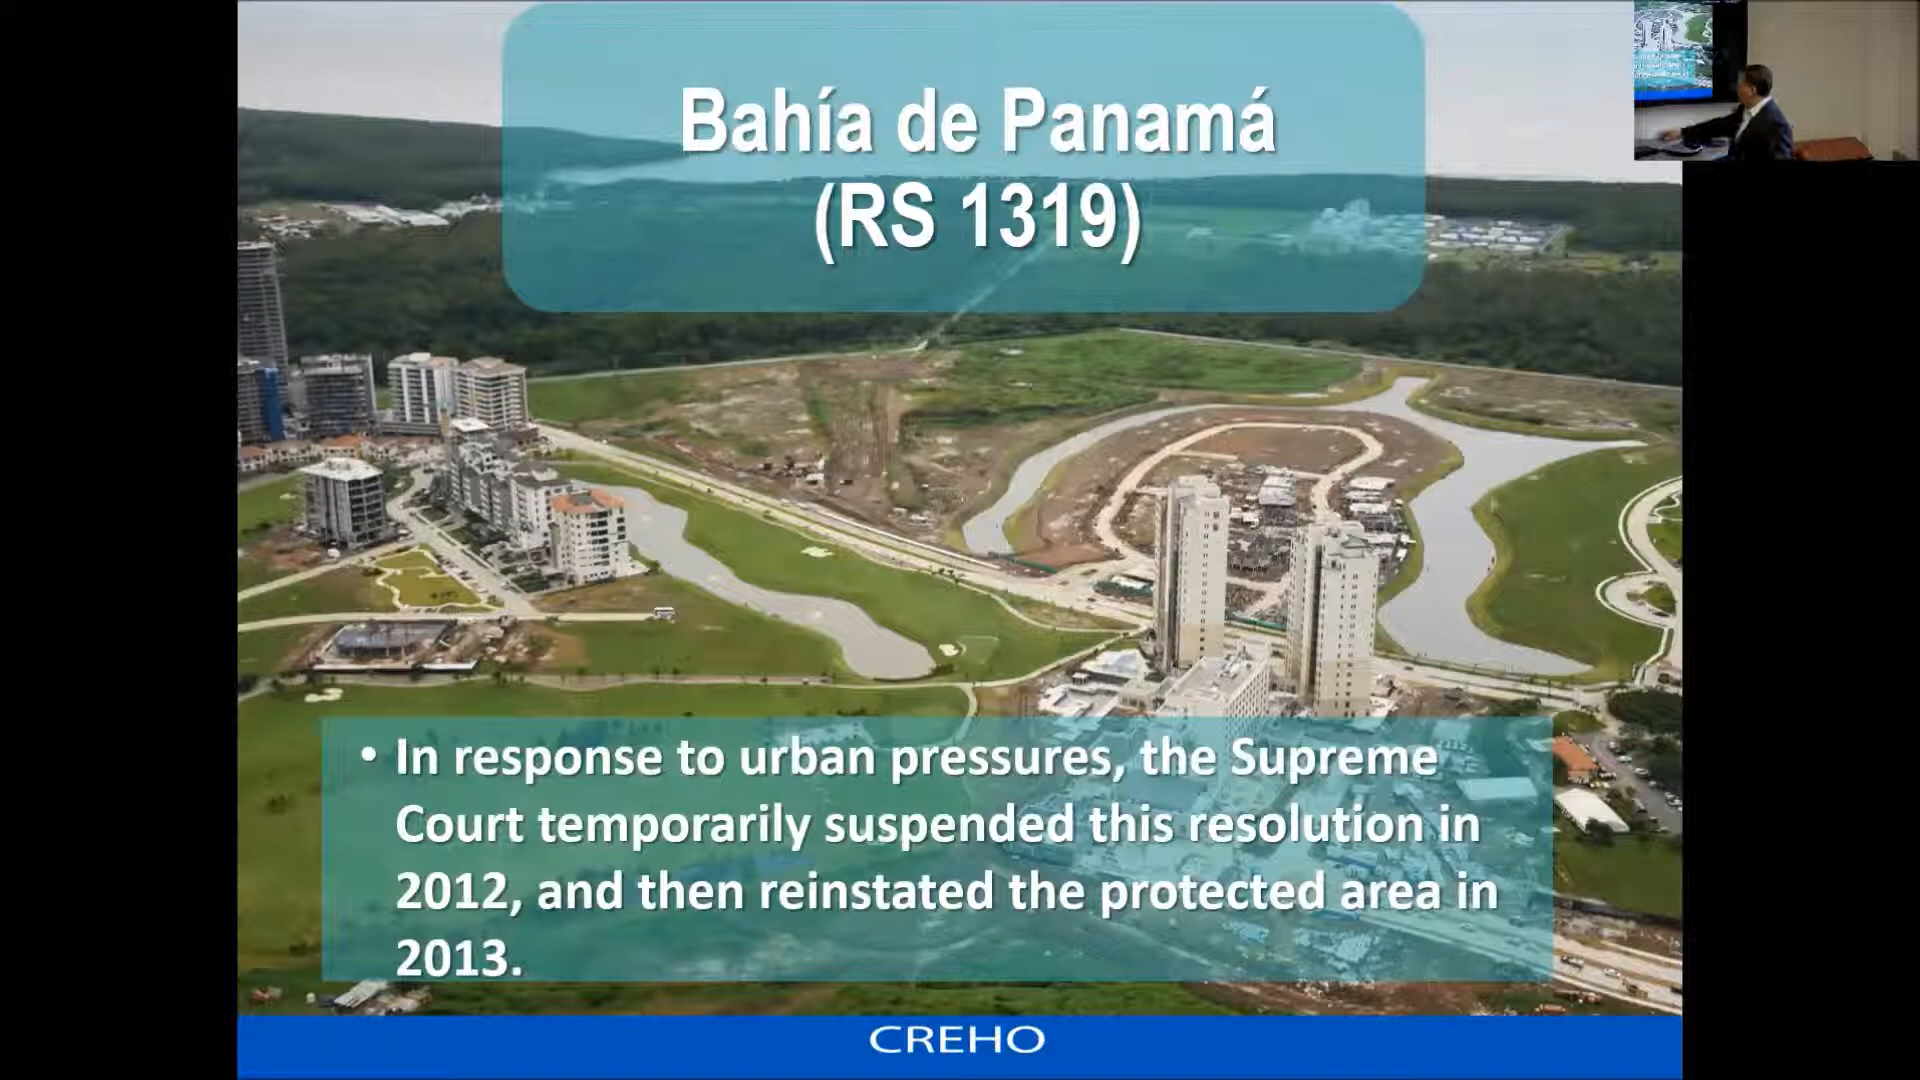 Bahía de Panamá
(RS 1319)
• In response to urban pressures, the Supreme
Court temporarily suspended this resolution in
2012, and then reinstated the protected area in
2013.
CREHO